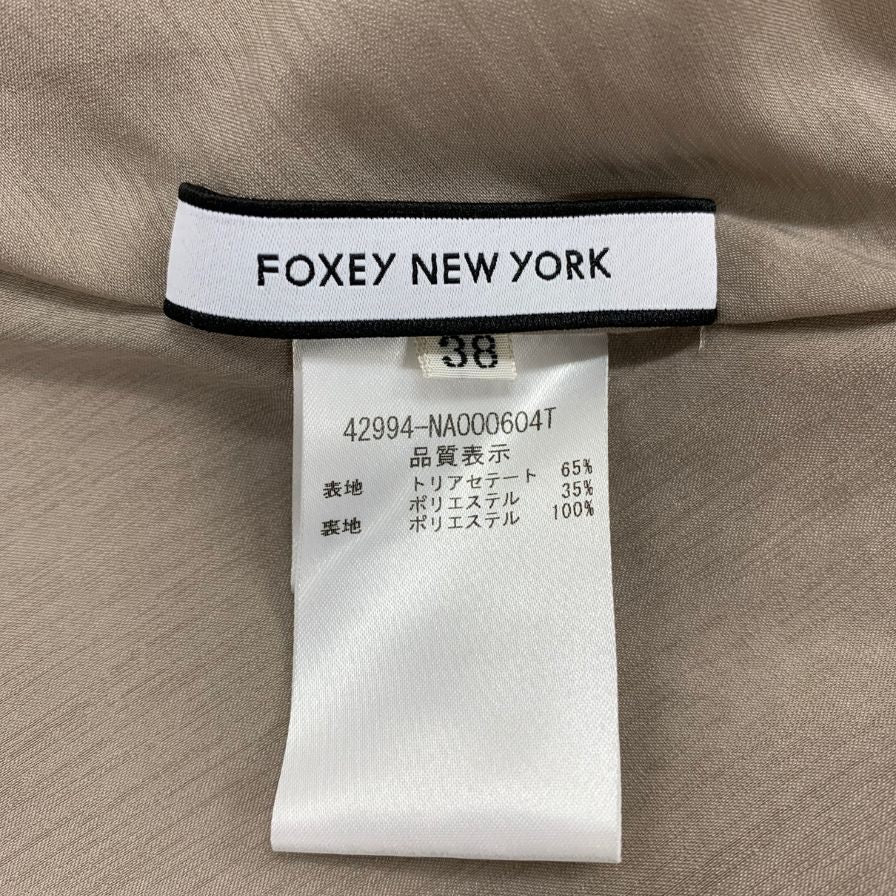 FOXEY NEW YORK
38
42994-NA000604T
品質表示
表地 トリアセテート 65%
ポリエステル 35%
裏地 ポリエステル 100%